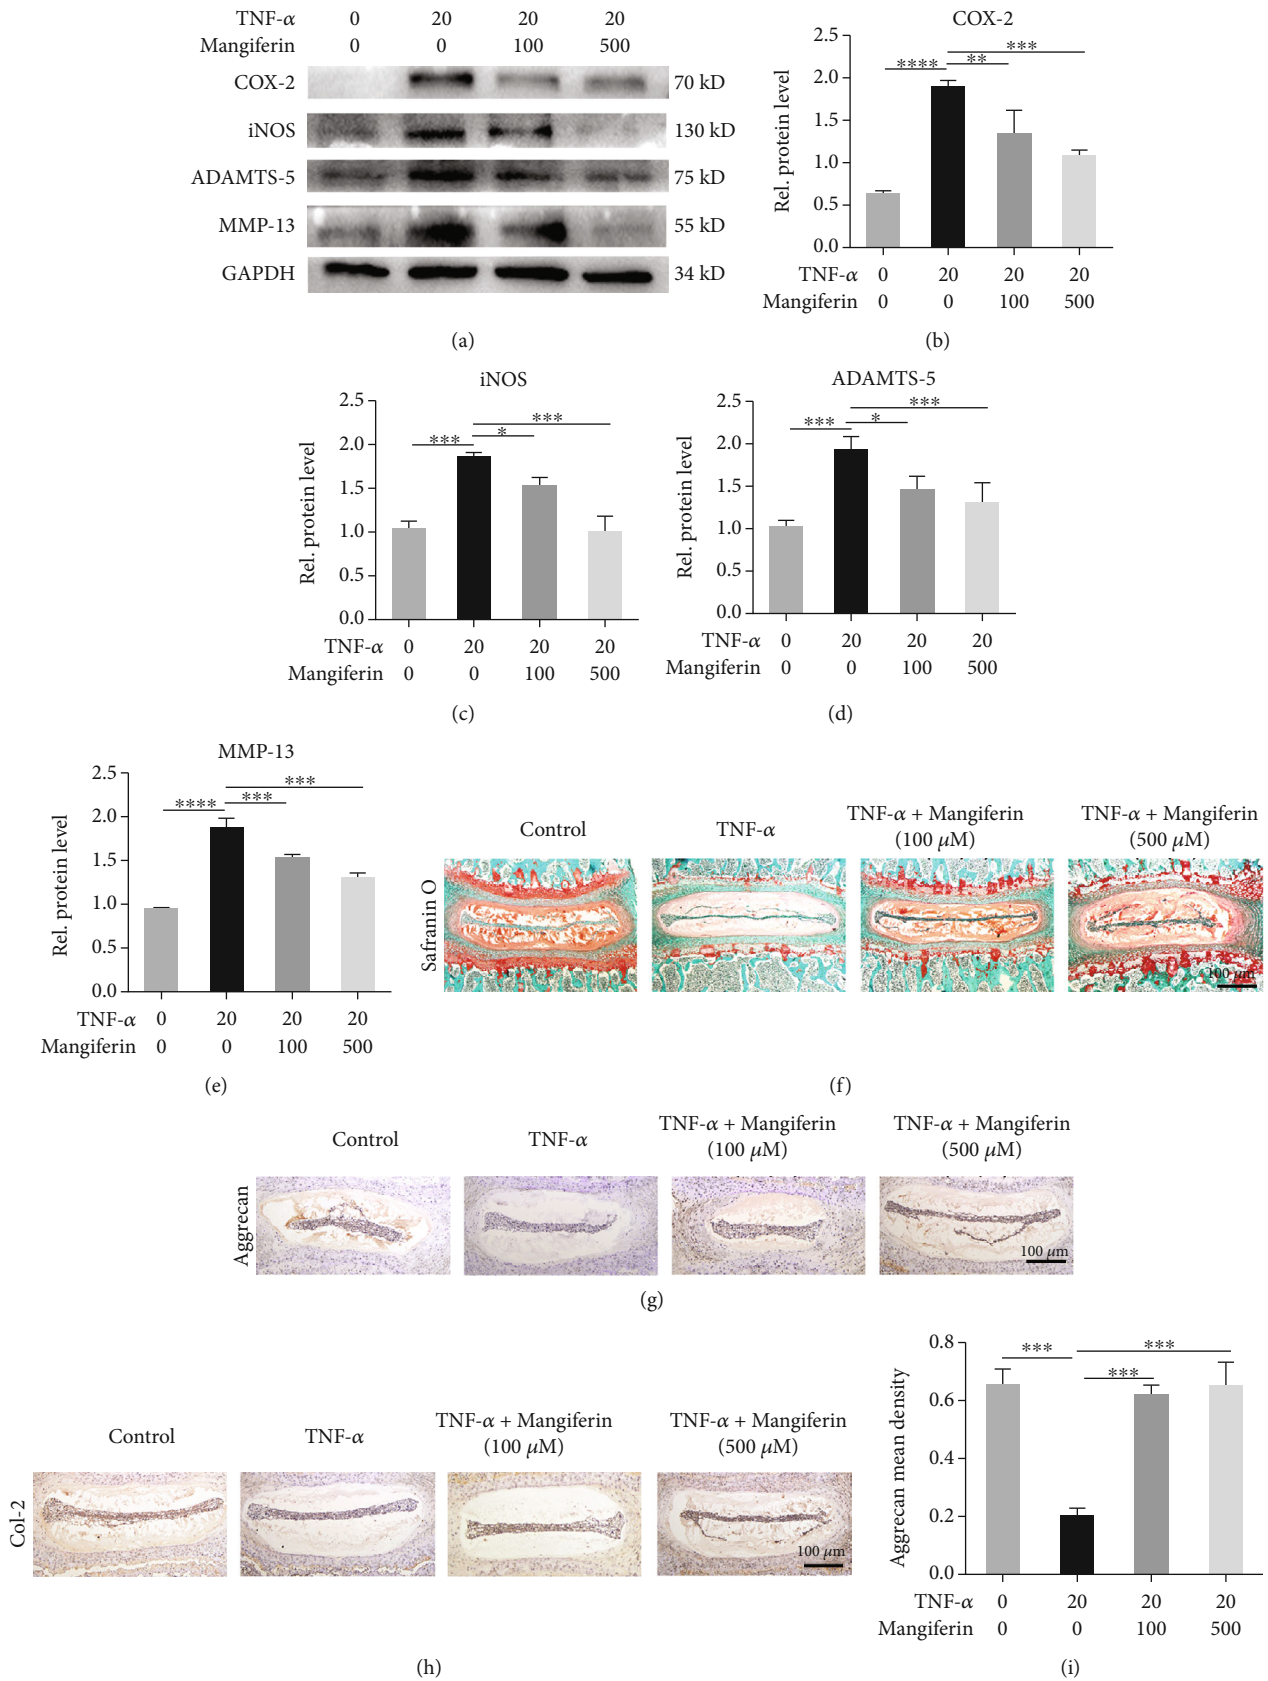 TNF-α 0 20 20 20
Mangiferin 0 0 100 500
COX-2 70 kD
iNOS 130 kD
ADAMTS-5 75 kD
MMP-13 55 kD
GAPDH 34 kD
(a)
COX-2
Rel. protein level
2.5
2.0
1.5
1.0
0.5
0.0
**** ** ***
TNF-α 0 20 20 20
Mangiferin 0 0 100 500
(b)
iNOS
Rel. protein level
2.5
2.0
1.5
1.0
0.5
0.0
*** * ***
TNF-α 0 20 20 20
Mangiferin 0 0 100 500
(c)
ADAMTS-5
Rel. protein level
2.5
2.0
1.5
1.0
0.5
0.0
*** * ***
TNF-α 0 20 20 20
Mangiferin 0 0 100 500
(d)
MMP-13
Rel. protein level
2.5
2.0
1.5
1.0
0.5
0.0
**** *** ***
TNF-α 0 20 20 20
Mangiferin 0 0 100 500
(e)
Control
TNF-α
TNF-α + Mangiferin
(100 μM)
TNF-α + Mangiferin
(500 μM)
Safranin O
100 μm
(f)
Control
TNF-α
TNF-α + Mangiferin
(100 μM)
TNF-α + Mangiferin
(500 μM)
Aggrecan
100 μm
(g)
Control
TNF-α
TNF-α + Mangiferin
(100 μM)
TNF-α + Mangiferin
(500 μM)
Col-2
100 μm
(h)
Aggrecan mean density
0.8
0.6
0.4
0.2
0.0
*** *** ***
TNF-α 0 20 20 20
Mangiferin 0 0 100 500
(i)